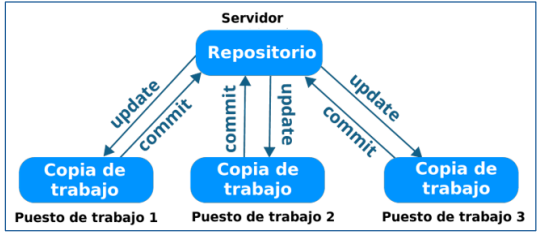 Servidor
Repositorio
update
commit
commit
update
update
commit
Copia de
trabajo
Copia de
trabajo
Copia de
trabajo
Puesto de trabajo 1
Puesto de trabajo 2
Puesto de trabajo 3